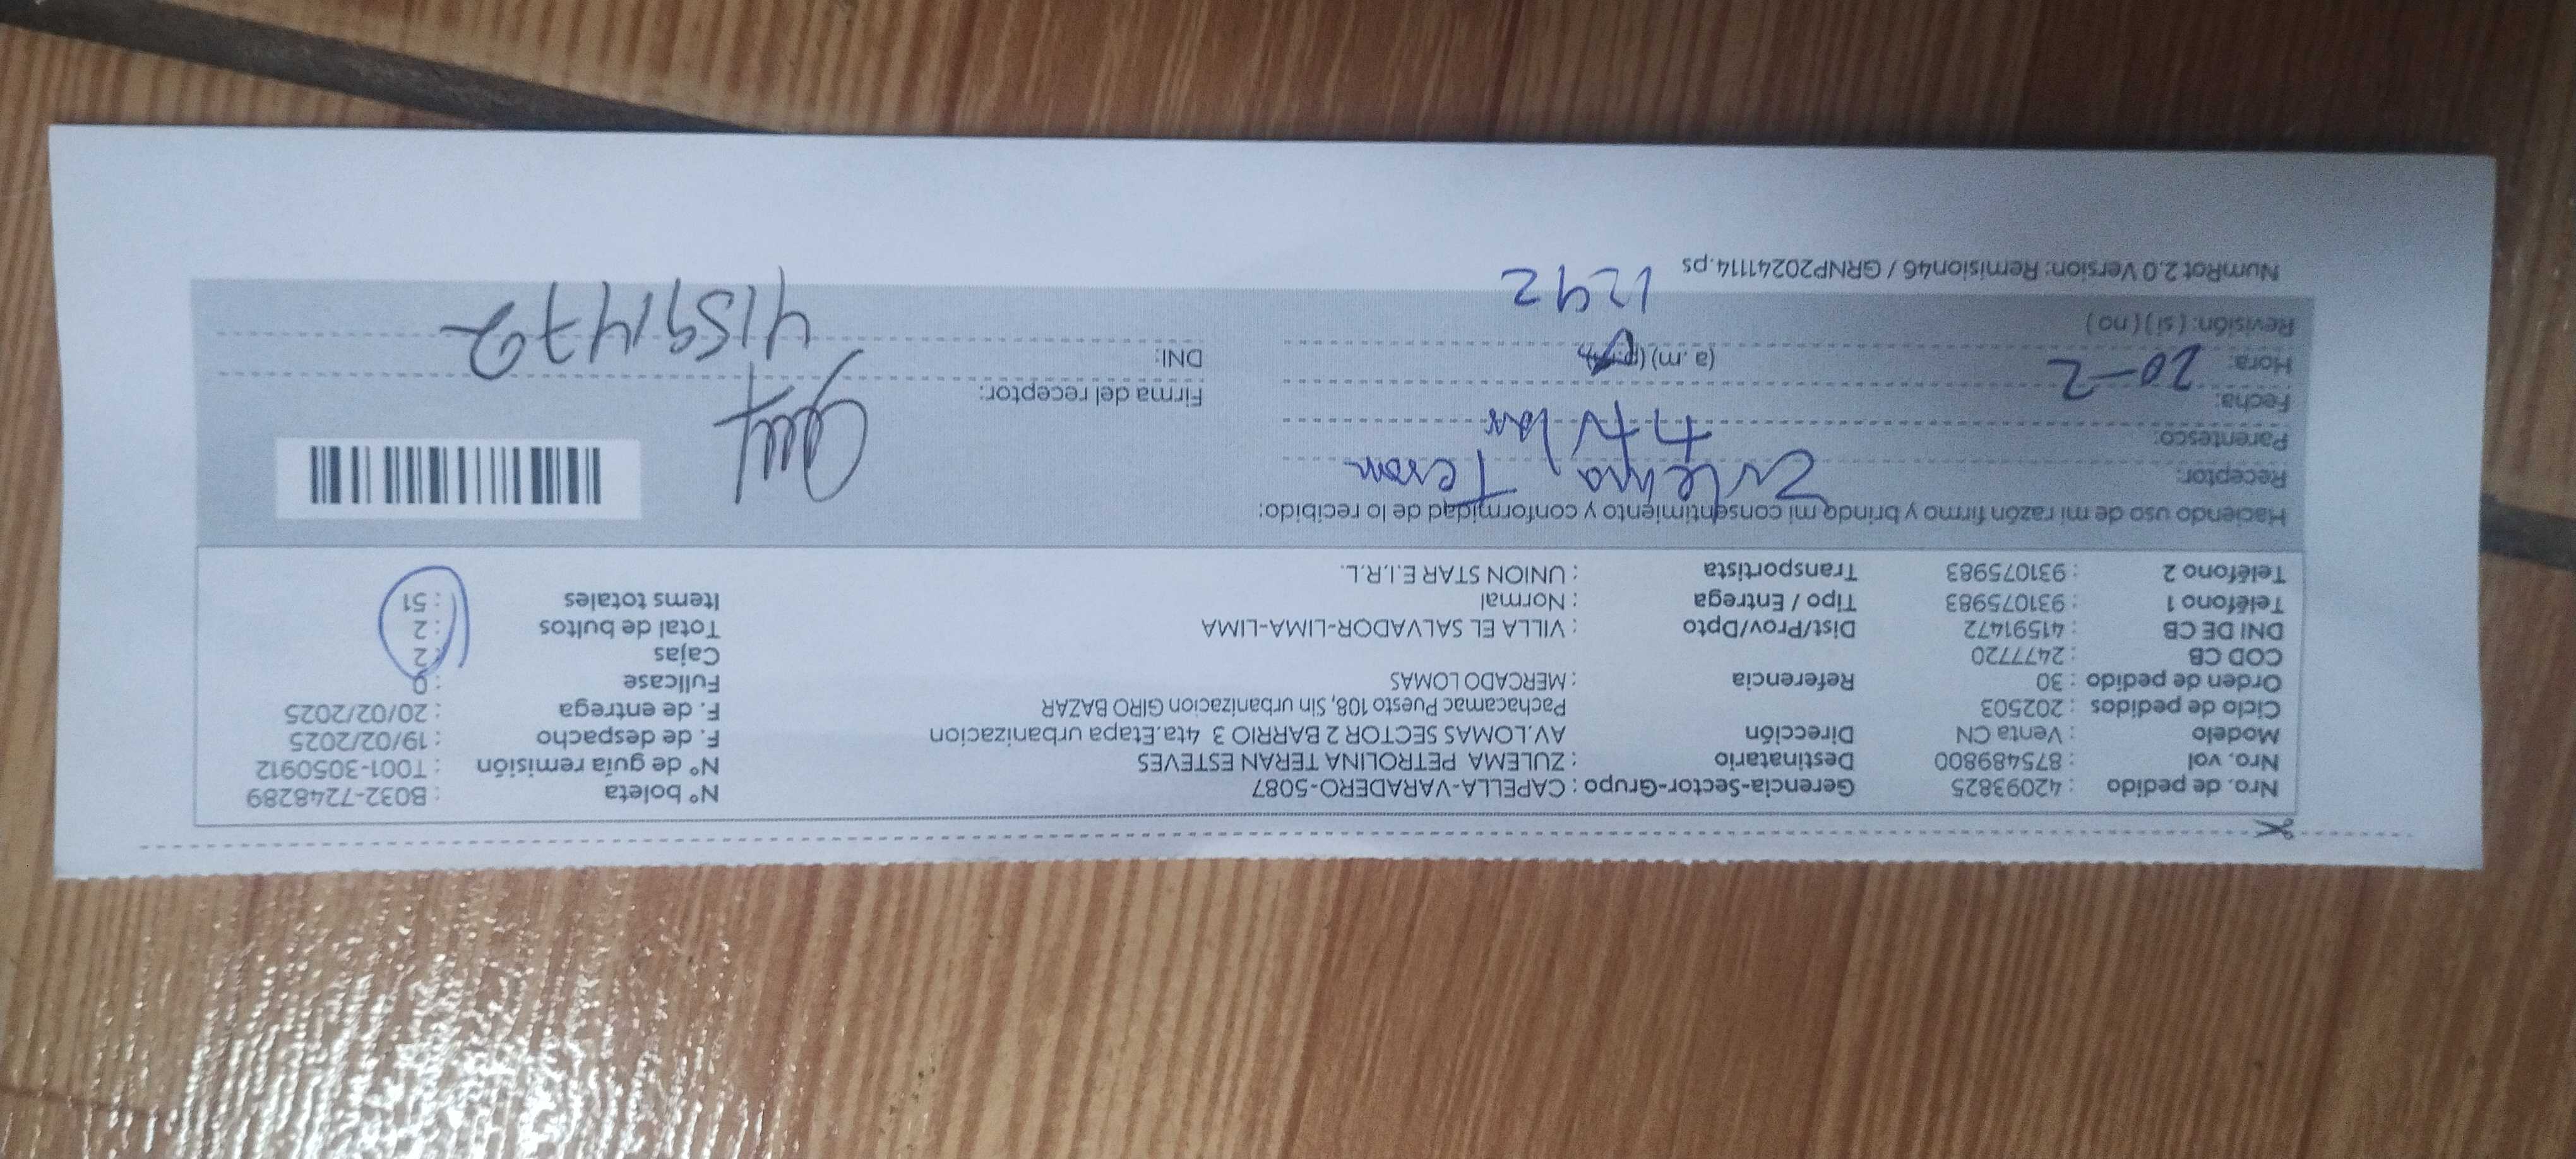 Nro. de pedido : 42093825 Gerencia-Sector-Grupo : CAPELLA-VARADERO-5087 N° boleta : B032-7248289
Nro. vol : 875489800 Destinatario : ZULEMA PETROLINA TERAN ESTEVES N° de guía remisión : T001-3050912
Modelo : Venta CN Dirección AV.LOMAS SECTOR 2 BARRIO 3 4ta.Etapa urbanizacion F. de despacho : 19/02/2025
Ciclo de pedidos : 202503 Pachacamac Puesto 108, Sin urbanizacion GIRO BAZAR F. de entrega : 20/02/2025
Orden de pedido : 30 Referencia : MERCADO LOMAS Fullcase : 0
COD CB : 2477720 Cajas : 2
DNI DE CB : 41591472 Dist/Prov/Dpto : VILLA EL SALVADOR-LIMA-LIMA Total de bultos : 2
Teléfono 1 : 931075983 Tipo / Entrega : Normal Items totales : 51
Teléfono 2 : 931075983 Transportista : UNION STAR E.I.R.L.
Haciendo uso de mi razón firmo y brindo mi consentimiento y conformidad de lo recibido:
Receptor: Zulema Teran
Parentesco: titular
Fecha: Firma del receptor:
Hora: 20-2 (a.m) (p.m) DNI: 41591472
Revisión: ( si ) ( no )
1292
NumRot 2.0 Version: Remision46 / GRNP20241114.ps